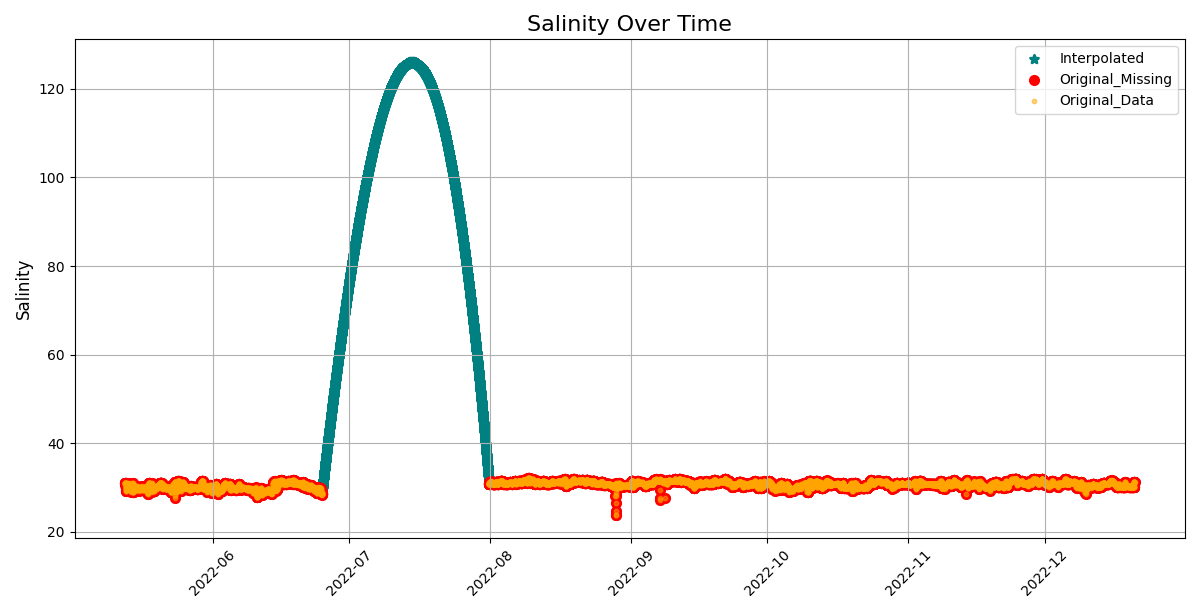 Salinity Over Time
Interpolated
Original_Missing
Original_Data
Salinity
120
100
80
60
40
20
2022-06
2022-07
2022-08
2022-09
2022-10
2022-11
2022-12